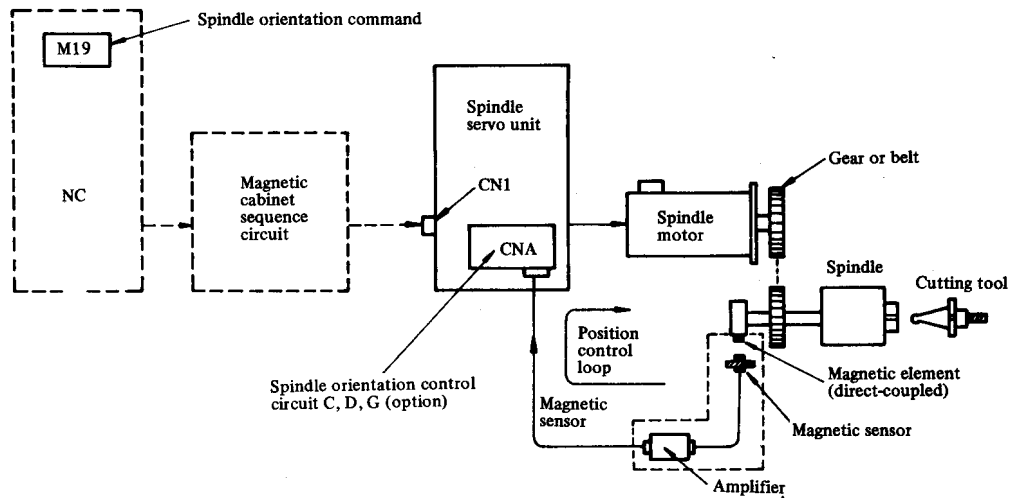 Spindle orientation command
M19
NC
Magnetic
cabinet
sequence
circuit
Spindle
servo unit
CN1
CNA
Spindle
motor
Gear or belt
Spindle
Cutting tool
Position
control
loop
Magnetic element
(direct-coupled)
Spindle orientation control
circuit C, D, G (option)
Magnetic
sensor
Magnetic sensor
Amplifier